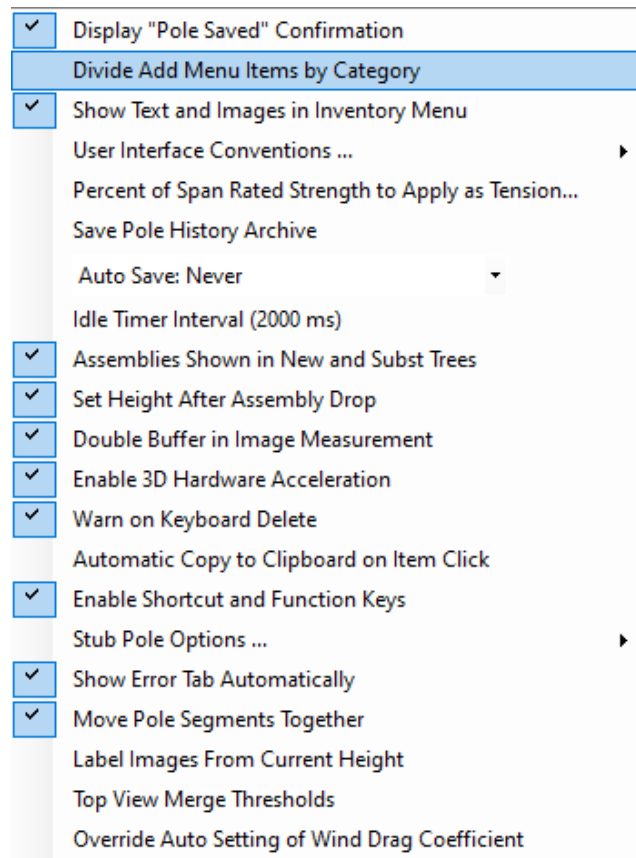 Display "Pole Saved" Confirmation
Divide Add Menu Items by Category
Show Text and Images in Inventory Menu
User Interface Conventions ...
Percent of Span Rated Strength to Apply as Tension...
Save Pole History Archive
Auto Save: Never
Idle Timer Interval (2000 ms)
Assemblies Shown in New and Subst Trees
Set Height After Assembly Drop
Double Buffer in Image Measurement
Enable 3D Hardware Acceleration
Warn on Keyboard Delete
Automatic Copy to Clipboard on Item Click
Enable Shortcut and Function Keys
Stub Pole Options ...
Show Error Tab Automatically
Move Pole Segments Together
Label Images From Current Height
Top View Merge Thresholds
Override Auto Setting of Wind Drag Coefficient